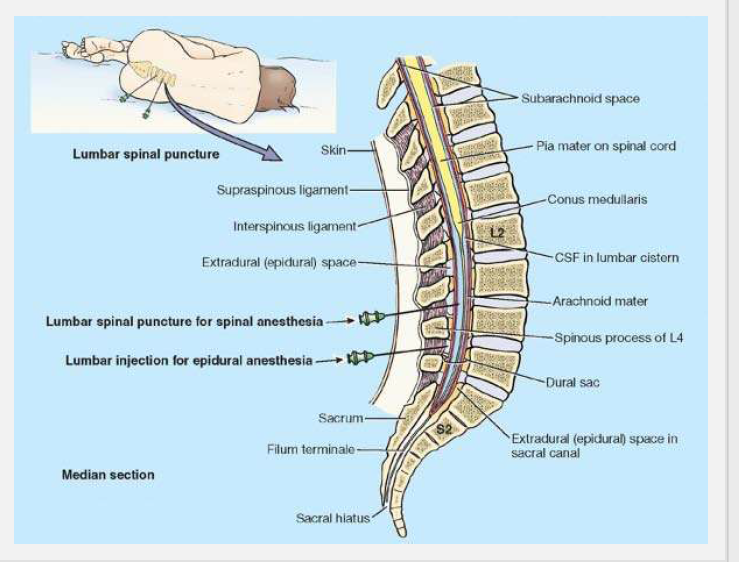 Lumbar spinal puncture
Subarachnoid space
Skin
Pia mater on spinal cord
Supraspinous ligament
Conus medullaris
Interspinous ligament
L2
Extradural (epidural) space
CSF in lumbar cistern
Arachnoid mater
Lumbar spinal puncture for spinal anesthesia
Spinous process of L4
Lumbar injection for epidural anesthesia
Dural sac
Sacrum
S2
Extradural (epidural) space in
sacral canal
Filum terminale
Median section
Sacral hiatus